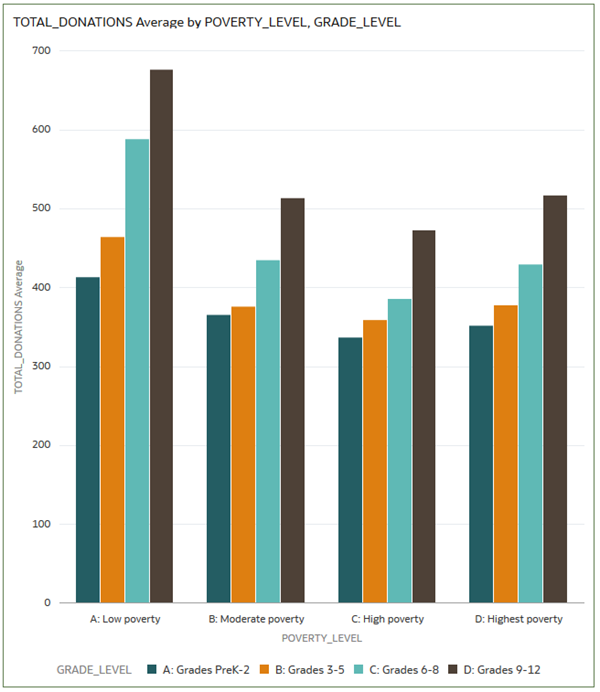 TOTAL_DONATIONS Average by POVERTY_LEVEL, GRADE_LEVEL
TOTAL_DONATIONS Average
700
600
500
400
300
200
100
0
A: Low poverty B: Moderate poverty C: High poverty D: Highest poverty
POVERTY_LEVEL
GRADE_LEVEL A: Grades PreK-2 B: Grades 3-5 C: Grades 6-8 D: Grades 9-12